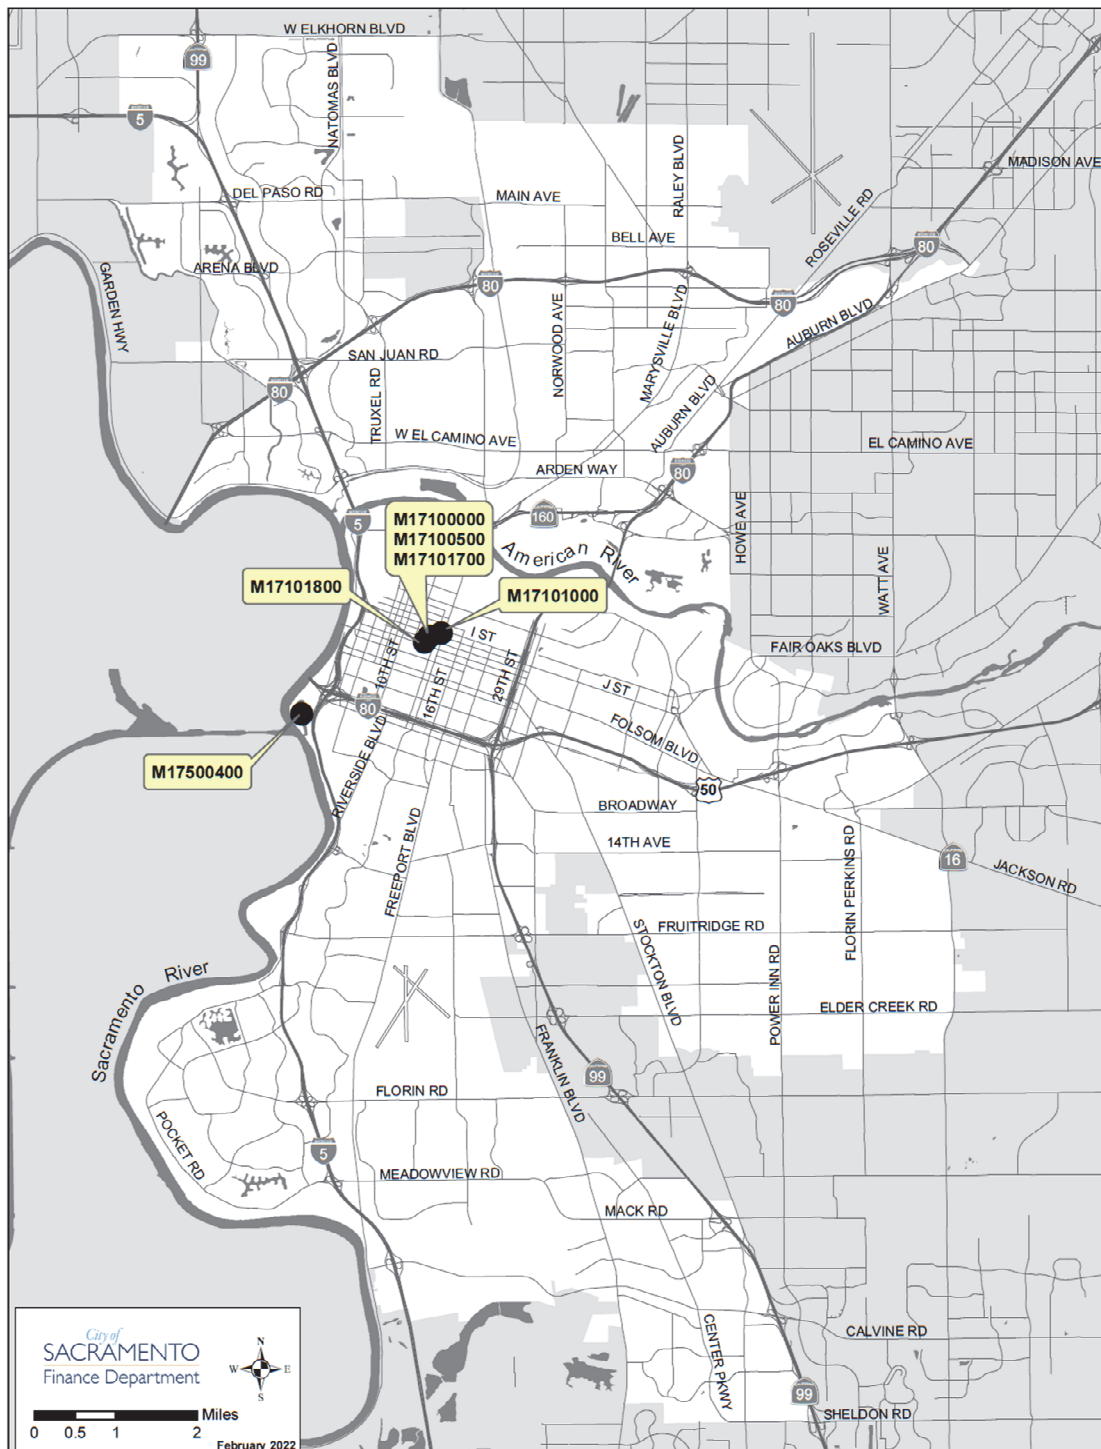 W ELKHORN BLVD
99
NATOMAS BLVD
5
RALEY BLVD
MADISON AVE
DEL PASO RD
MAIN AVE
ROSEVILLE RD
BELL AVE
80
ARENA BLVD
GARDEN HWY
80
80
NORWOOD AVE
MARYSVILLE BLVD
AUBURN BLVD
SAN JUAN RD
80
TRUXEL RD
AUBURN BLVD
W EL CAMINO AVE
EL CAMINO AVE
ARDEN WAY
80
HOWE AVE
5
M17100000
M17100500
M17101700
160
American River
WATT AVE
M17101800
M17101000
I ST
FAIR OAKS BLVD
10TH ST
16TH ST
29TH ST
J ST
80
FOLSOM BLVD
RIVERSIDE BLVD
M17500400
50
BROADWAY
14TH AVE
FREEPORT BLVD
FLORIN PERKINS RD
16
JACKSON RD
STOCKTON BLVD
FRUITRIDGE RD
POWER INN RD
Sacramento River
ELDER CREEK RD
FRANKLIN BLVD
99
FLORIN RD
POCKET RD
5
MEADOWVIEW RD
MACK RD
CENTER PKWY
CALVINE RD
99
SHELDON RD
City of
SACRAMENTO
Finance Department
N
W E
S
Miles
0 0.5 1 2
February 2022